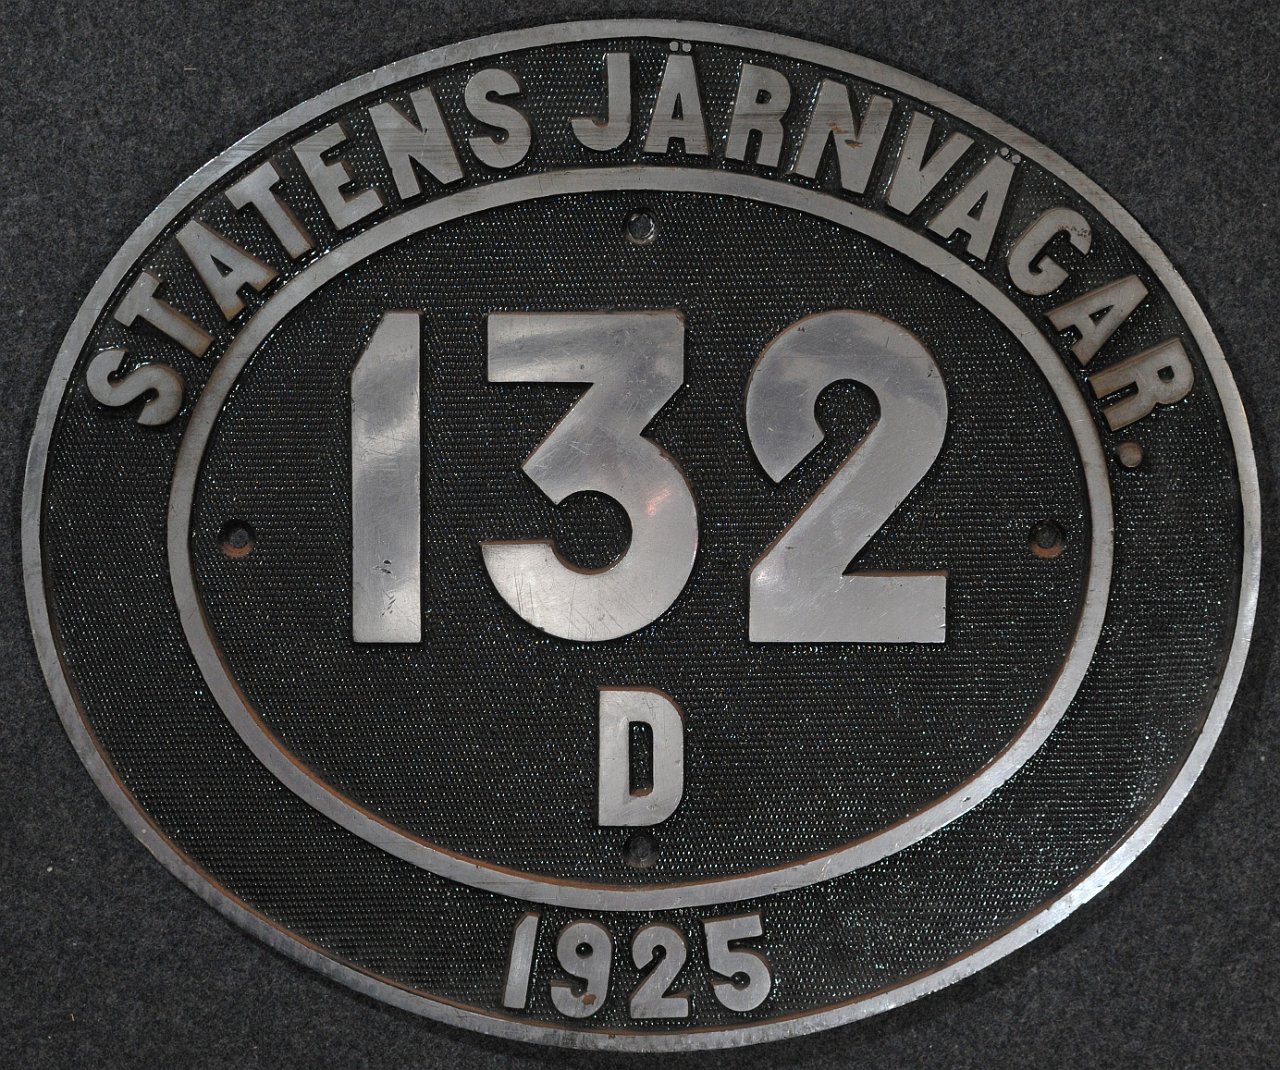 STATENS JÄRNVÄGAR.
132
D
1925